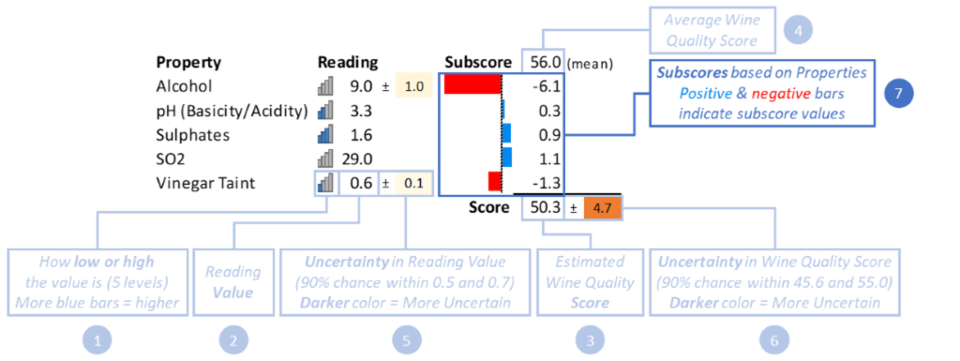 Average Wine
Quality Score
4
Property Reading Subscore 56.0 (mean)
Alcohol 9.0 ± 1.0 -6.1
pH (Basicity/Acidity) 3.3 0.3
Sulphates 1.6 0.9
SO2 29.0 1.1
Vinegar Taint 0.6 ± 0.1 -1.3
Score 50.3 ± 4.7
Subscores based on Properties
Positive & negative bars
indicate subscore values
7
How low or high
the value is (5 levels)
More blue bars = higher
1
Reading
Value
2
Uncertainty in Reading Value
(90% chance within 0.5 and 0.7)
Darker color = More Uncertain
5
Estimated
Wine Quality
Score
3
Uncertainty in Wine Quality Score
(90% chance within 45.6 and 55.0)
Darker color = More Uncertain
6